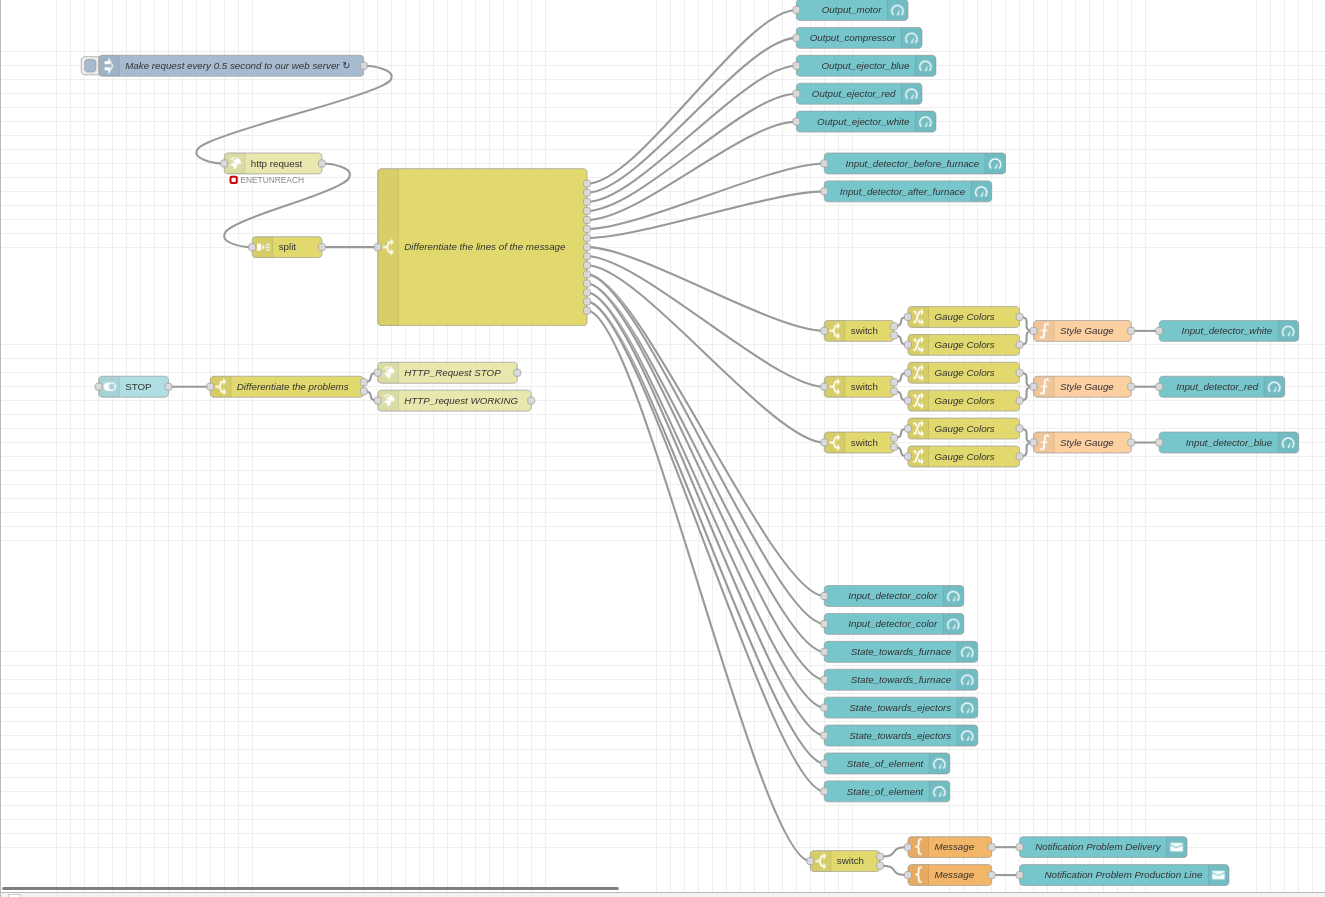 Output_motor
Output_compressor
Make request every 0.5 second to our web server ↻
Output_ejector_blue
Output_ejector_red
Output_ejector_white
http request
ENETUNREACH
Input_detector_before_furnace
Input_detector_after_furnace
split
Differentiate the lines of the message
Gauge Colors
switch
Style Gauge
Input_detector_white
Gauge Colors
STOP
Differentiate the problems
HTTP_Request STOP
HTTP_request WORKING
Gauge Colors
switch
Style Gauge
Input_detector_red
Gauge Colors
Gauge Colors
switch
Style Gauge
Input_detector_blue
Gauge Colors
Input_detector_color
Input_detector_color
State_towards_furnace
State_towards_furnace
State_towards_ejectors
State_towards_ejectors
State_of_element
State_of_element
switch
Message
Notification Problem Delivery
Message
Notification Problem Production Line